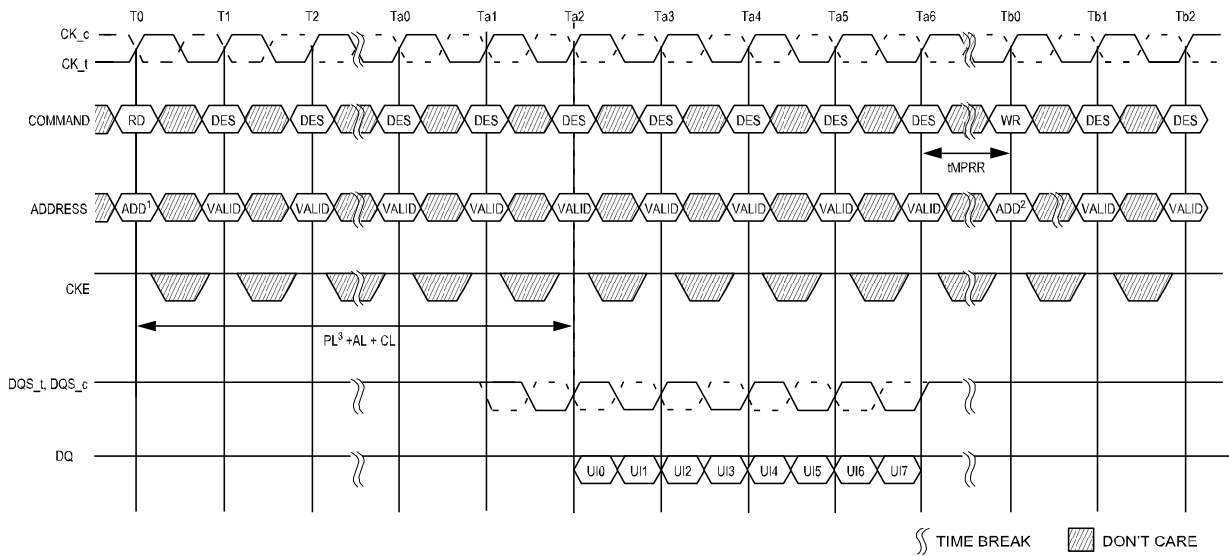 T0 T1 T2 Ta0 Ta1 Ta2 Ta3 Ta4 Ta5 Ta6 Tb0 Tb1 Tb2
CK_c
CK_t
COMMAND RD DES DES DES DES DES DES DES DES DES WR DES DES
tMPRR
ADDRESS ADD¹ VALID VALID VALID VALID VALID VALID VALID VALID VALID ADD² VALID VALID
CKE
PL³ +AL + CL
DQS_t, DQS_c
DQ UI0 UI1 UI2 UI3 UI4 UI5 UI6 UI7
TIME BREAK DON'T CARE